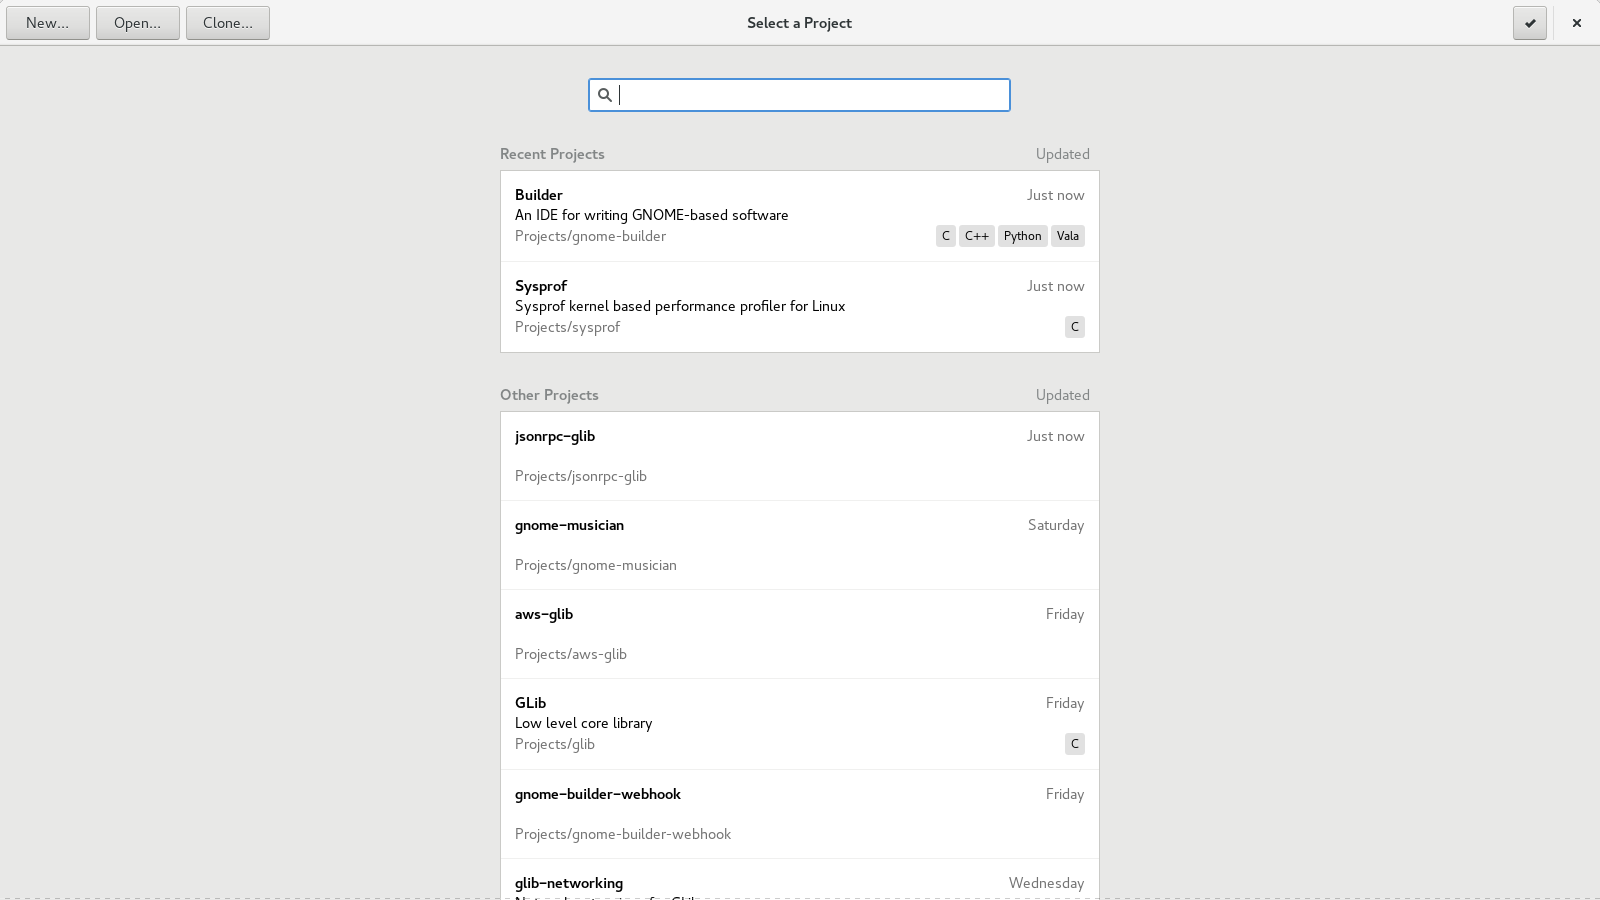 New... Open... Clone... Select a Project
Recent Projects Updated
Builder Just now
An IDE for writing GNOME-based software
Projects/gnome-builder C C++ Python Vala
Sysprof Just now
Sysprof kernel based performance profiler for Linux
Projects/sysprof C
Other Projects Updated
jsonrpc-glib Just now
Projects/jsonrpc-glib
gnome-musician Saturday
Projects/gnome-musician
aws-glib Friday
Projects/aws-glib
GLib Friday
Low level core library
Projects/glib C
gnome-builder-webhook Friday
Projects/gnome-builder-webhook
glib-networking Wednesday